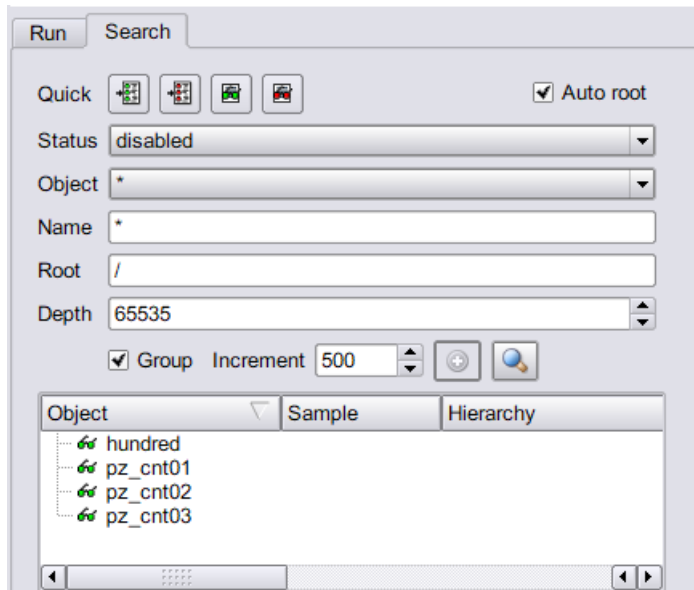 Run Search
Quick Auto root
Status disabled
Object *
Name *
Root /
Depth 65535
Group Increment 500
Object Sample Hierarchy
hundred
pz_cnt01
pz_cnt02
pz_cnt03